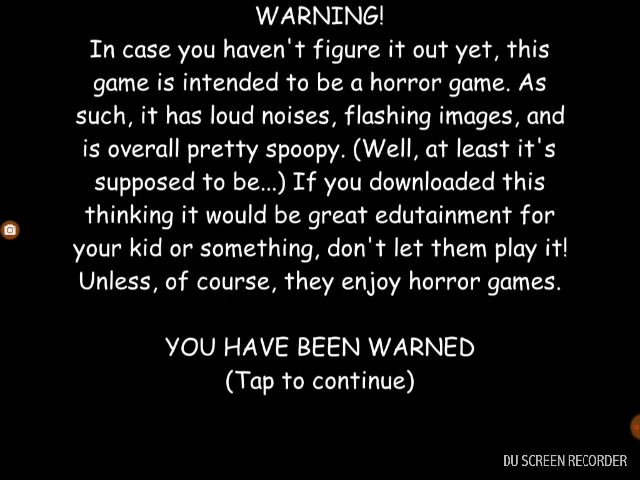 WARNING!
In case you haven't figure it out yet, this
game is intended to be a horror game. As
such, it has loud noises, flashing images, and
is overall pretty spoopy. (Well, at least it's
supposed to be...) If you downloaded this
thinking it would be great edutainment for
your kid or something, don't let them play it!
Unless, of course, they enjoy horror games.
YOU HAVE BEEN WARNED
(Tap to continue)
DU SCREEN RECORDER